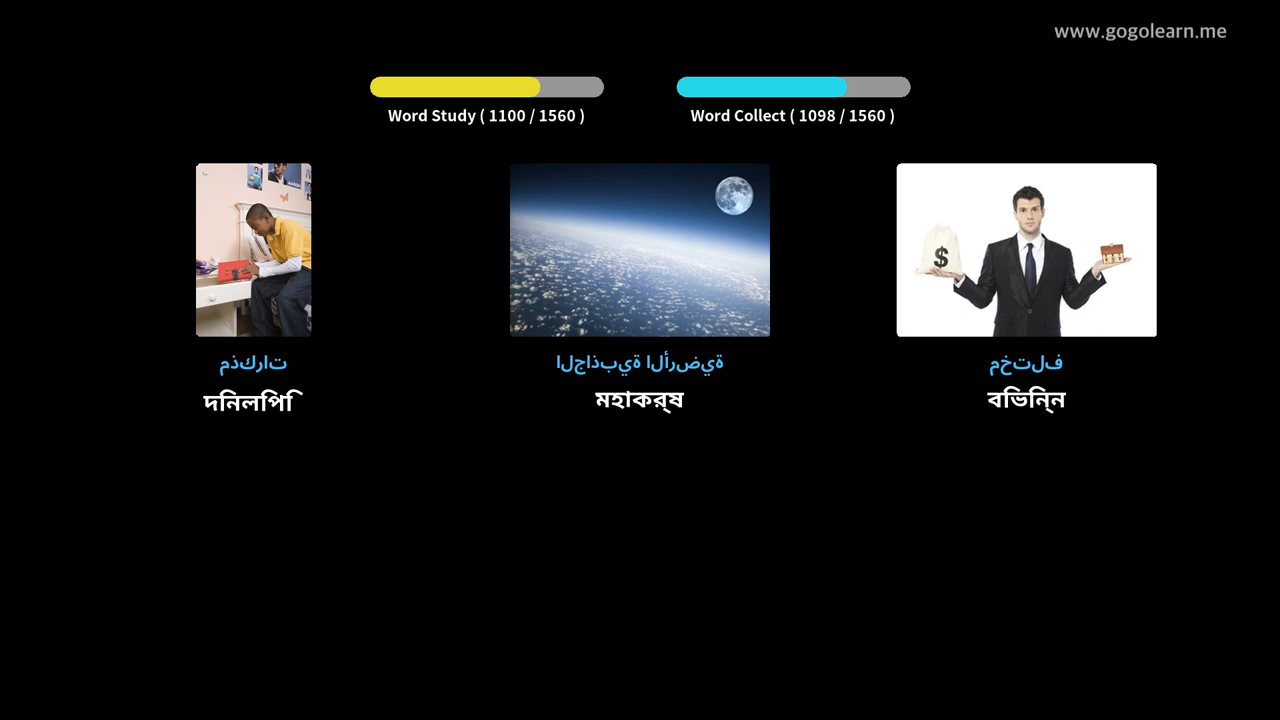 www.gogolearn.me
Word Study ( 1100 / 1560 )
Word Collect ( 1098 / 1560 )
مذكرات
দিনলিপি
الجاذبية الأرضية
মহাকর্ষ
مختلف
বিভিন্ন